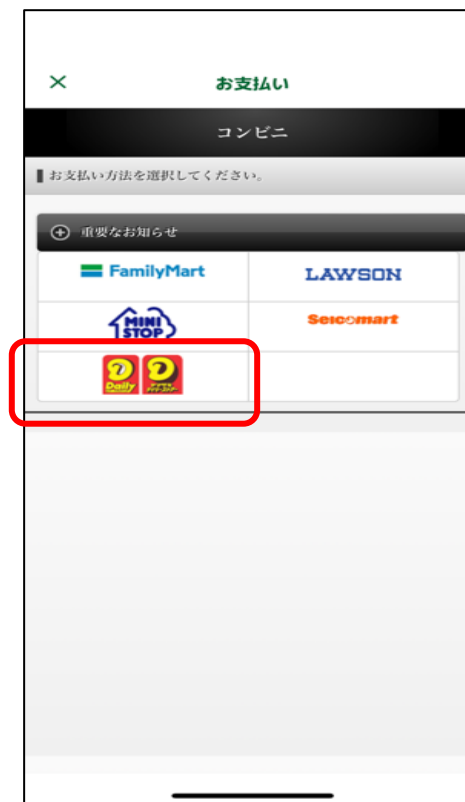 ×
お支払い
コンビニ
お支払い方法を選択してください。
重要なお知らせ
FamilyMart
LAWSON
MINI
STOP
Seicomart
Daily